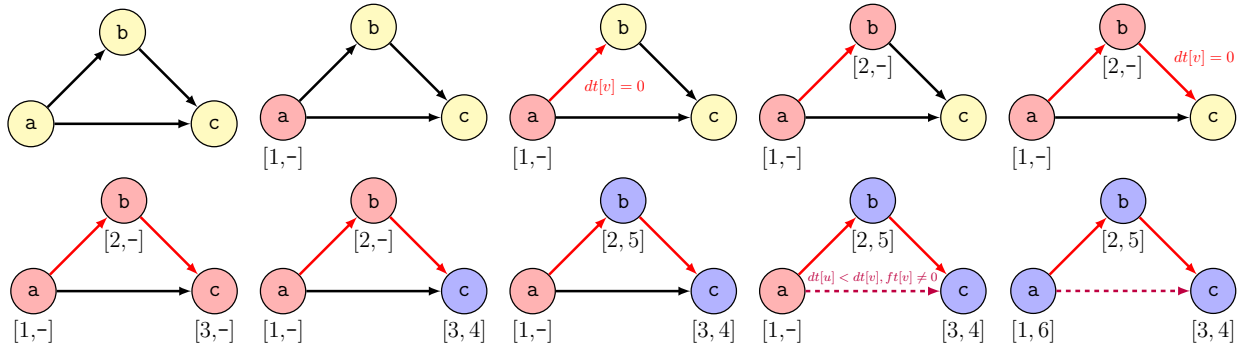 b
a
c
b
a
c
[1,-]
b
dt[v] = 0
a
c
[1,-]
b
[2,-]
a
c
[1,-]
b
[2,-]
dt[v] = 0
a
c
[1,-]
b
[2,-]
a
c
[1,-]
[3,-]
b
[2,-]
a
c
[1,-]
[3, 4]
b
[2, 5]
a
c
[1,-]
[3, 4]
b
[2, 5]
dt[u] < dt[v], ft[v] ≠ 0
a
c
[1,-]
[3, 4]
b
[2, 5]
a
c
[1, 6]
[3, 4]